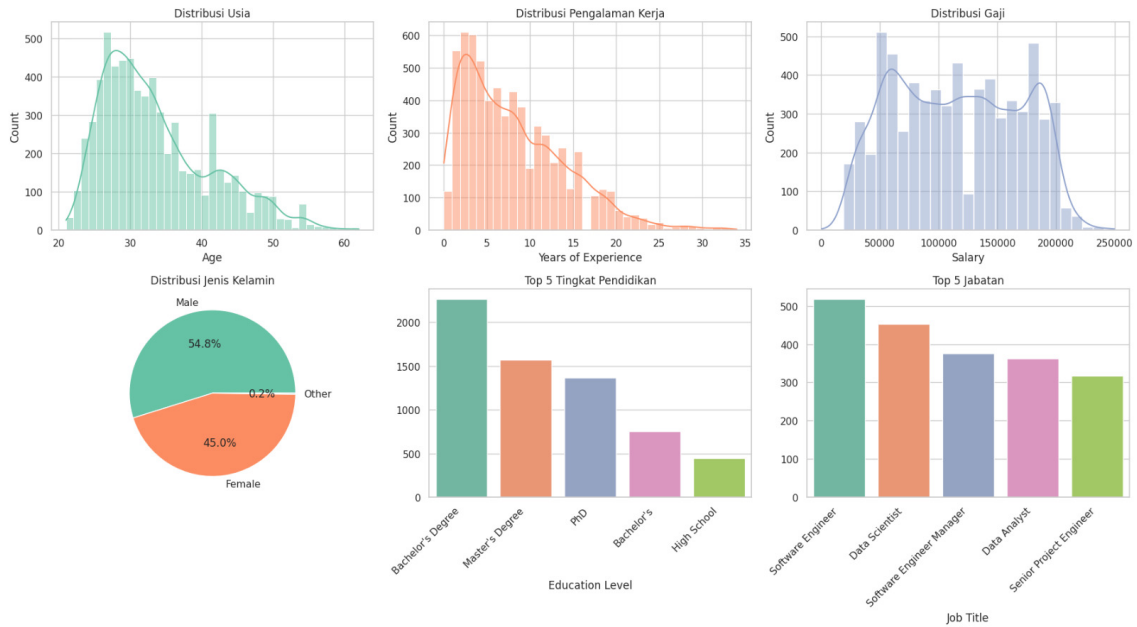 Distribusi Usia
500
400
300
200
100
0
Count
20 30 40 50 60
Age
Distribusi Pengalaman Kerja
600
500
400
300
200
100
0
Count
0 5 10 15 20 25 30 35
Years of Experience
Distribusi Gaji
500
400
300
200
100
0
Count
0 50000 100000 150000 200000 250000
Salary
Distribusi Jenis Kelamin
Male
54.8%
0.2% Other
45.0%
Female
Top 5 Tingkat Pendidikan
2000
1500
1000
500
0
Bachelor's Degree
Master's Degree
PhD
Bachelor's
High School
Education Level
Top 5 Jabatan
500
400
300
200
100
0
Software Engineer
Data Scientist
Software Engineer Manager
Data Analyst
Senior Project Engineer
Job Title